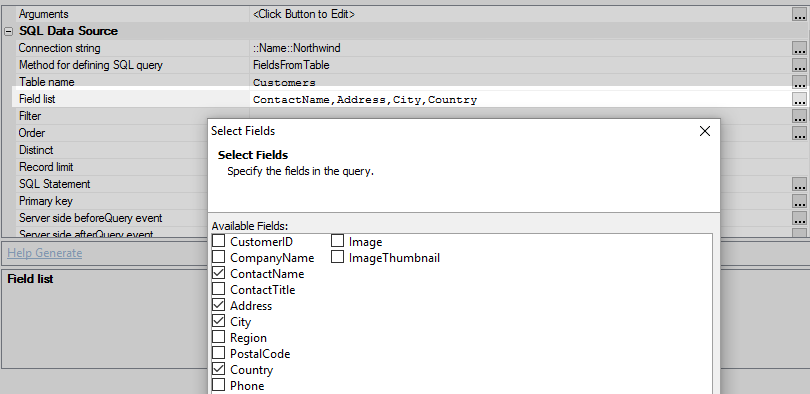 Arguments <Click Button to Edit> ...
SQL Data Source
Connection string ::Name::Northwind ...
Method for defining SQL query FieldsFromTable ...
Table name Customers ...
Field list ContactName,Address,City,Country ...
Filter ...
Order ...
Distinct
Record limit
SQL Statement ...
Primary key ...
Server side beforeQuery event ...
Server side afterQuery event ...
Help Generate
Field list
Select Fields
Select Fields
Specify the fields in the query.
Available Fields:
CustomerID Image
CompanyName ImageThumbnail
ContactName
ContactTitle
Address
City
Region
PostalCode
Country
Phone